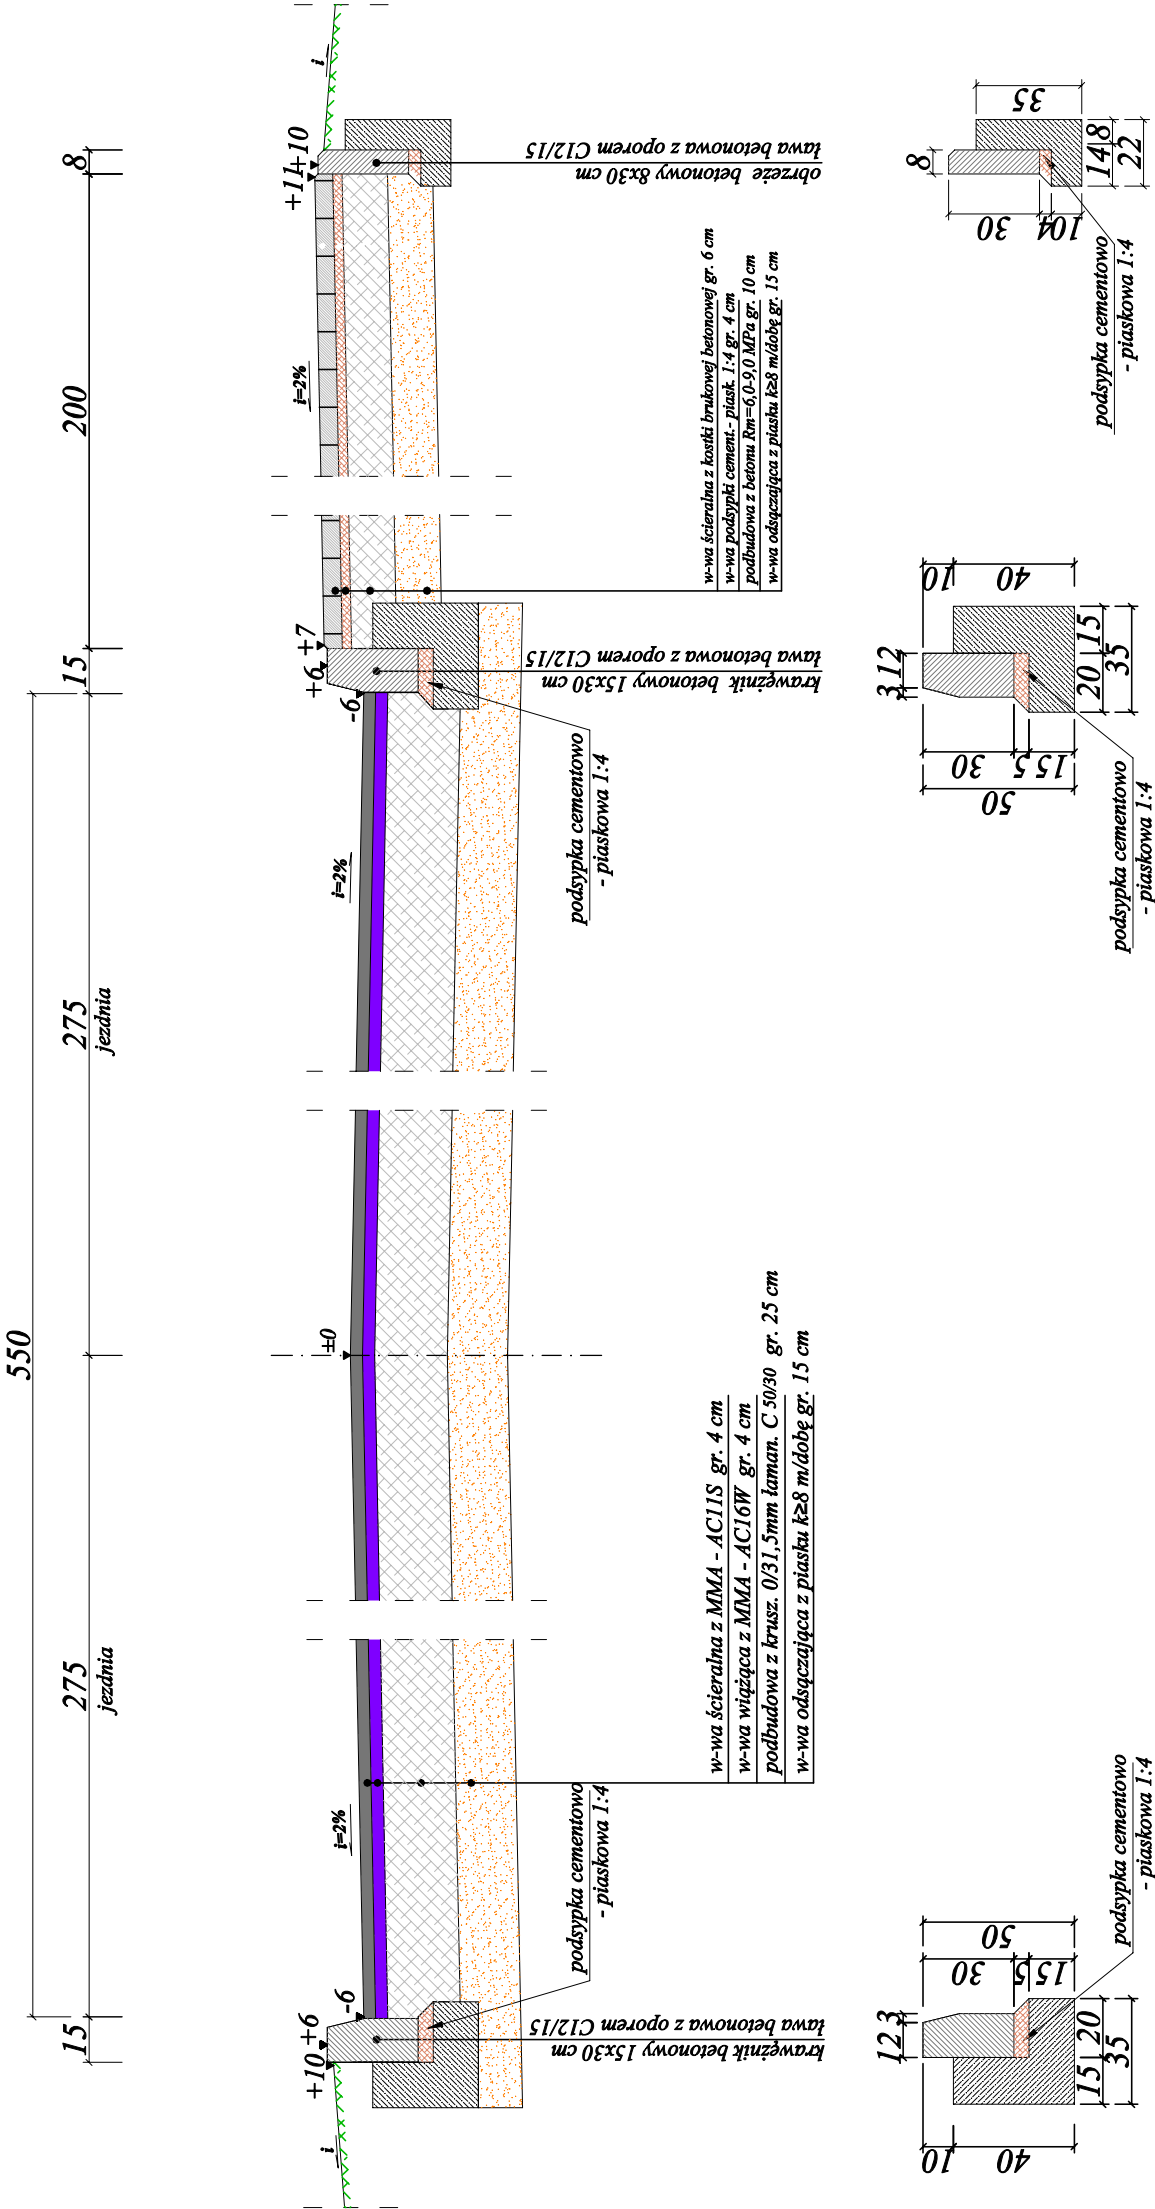 550
15
275
jezdnia
275
jezdnia
15
200
8
i
+10
+6
-6
i=2%
±0
i=2%
-6
+6
+7
i=2%
+11
+10
i
krawężnik betonowy 15x30 cm
ława betonowa z oporem C12/15
podsypka cementowo
- piaskowa 1:4
w-wa ścieralna z MMA - AC11S gr. 4 cm
w-wa wiążąca z MMA - AC16W gr. 4 cm
podbudowa z krusz. 0/31,5mm łaman. C 50/30 gr. 25 cm
w-wa odsączająca z piasku k≥8 m/dobę gr. 15 cm
podsypka cementowo
- piaskowa 1:4
krawężnik betonowy 15x30 cm
ława betonowa z oporem C12/15
w-wa ścieralna z kostki brukowej betonowej gr. 6 cm
w-wa podsypki cement.- piask. 1:4 gr. 4 cm
podbudowa z betonu Rm=6,0-9,0 MPa gr. 10 cm
w-wa odsączająca z piasku k≥8 m/dobę gr. 15 cm
obrzeże betonowy 8x30 cm
ława betonowa z oporem C12/15
10
40
12
3
15
20
35
30
5
15
50
podsypka cementowo
- piaskowa 1:4
50
30
5
15
3
12
20
15
35
10
40
podsypka cementowo
- piaskowa 1:4
8
30
4
10
14
8
22
35
podsypka cementowo
- piaskowa 1:4